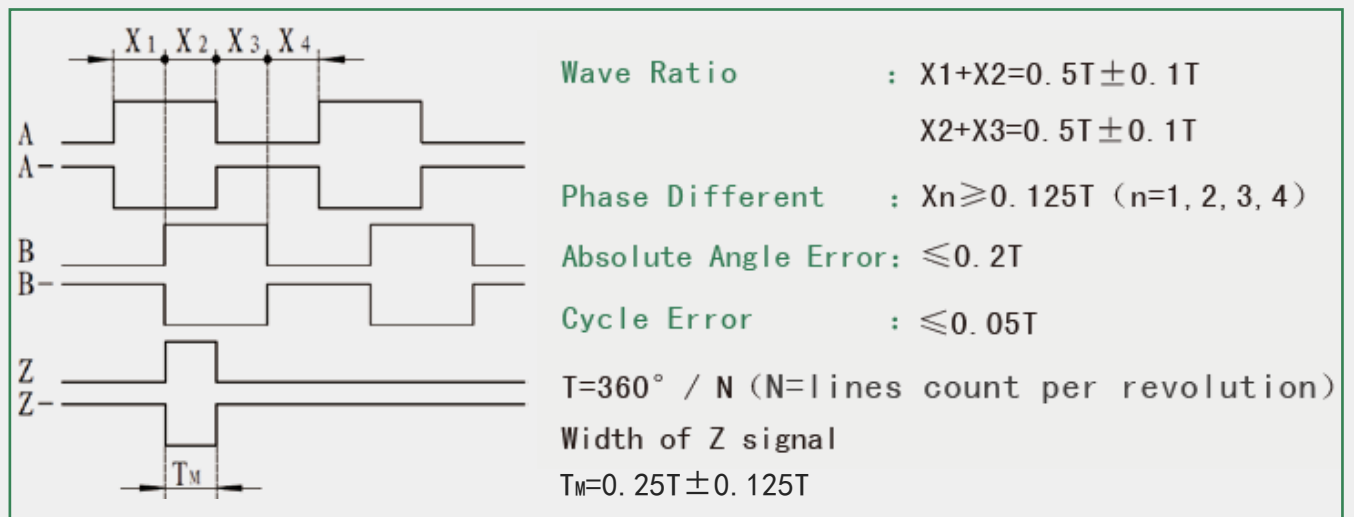 X1 X2 X3 X4
A
A-
B
B-
Z
Z-
TM
Wave Ratio : X1+X2=0.5T±0.1T
X2+X3=0.5T±0.1T
Phase Different : Xn≥0.125T (n=1,2,3,4)
Absolute Angle Error: ≤0.2T
Cycle Error : ≤0.05T
T=360° / N (N=lines count per revolution)
Width of Z signal
TM=0.25T±0.125T